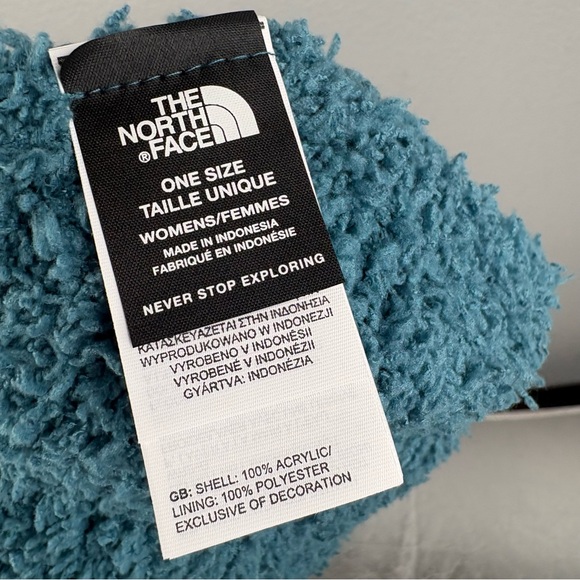 THE
NORTH
FACE
®
ONE SIZE
TAILLE UNIQUE
WOMENS/FEMMES
MADE IN INDONESIA
FABRIQUÉ EN INDONÉSIE
NEVER STOP EXPLORING
ΚΑΤΑΣΚΕΥΑΖΕΤΑΙ ΣΤΗΝ ΙΝΔΟΝΗΣΙΑ
WYPRODUKOWANO W INDONEZJI
VYROBENO V INDONÉSII
VYROBENÉ V INDONÉZII
GYÁRTVA: INDONÉZIA
GB: SHELL: 100% ACRYLIC/
LINING: 100% POLYESTER
EXCLUSIVE OF DECORATION